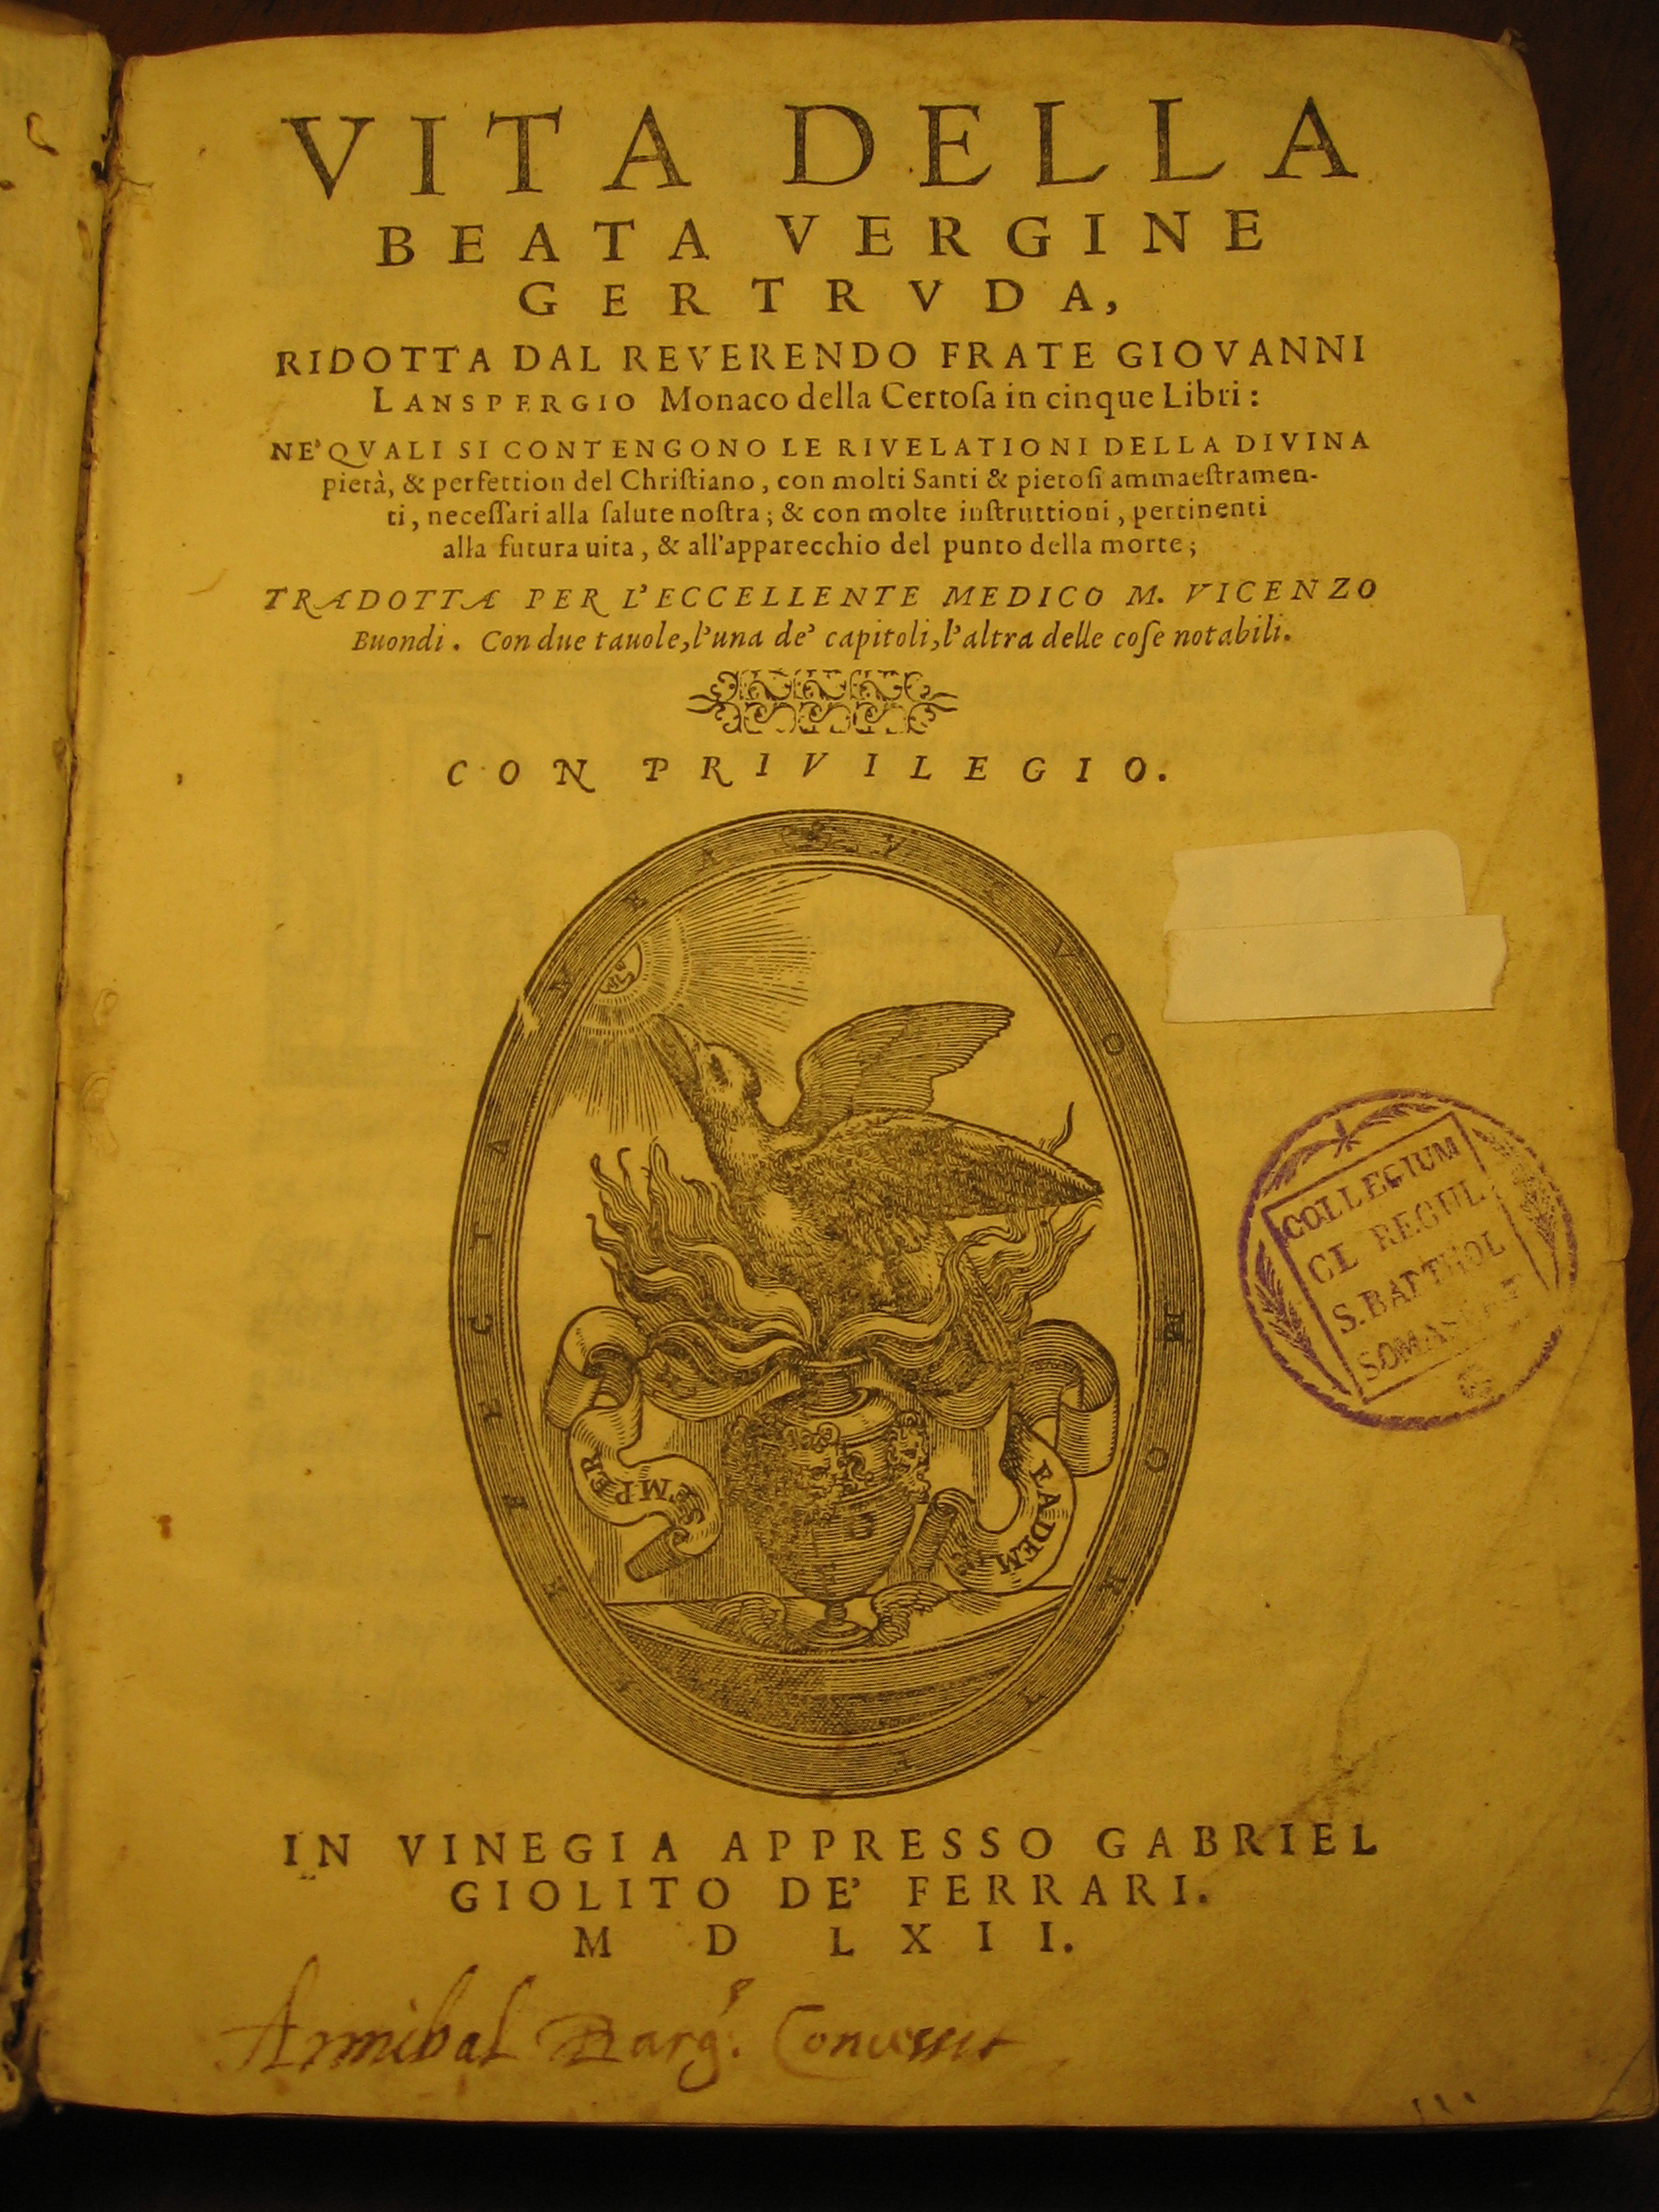 VITA DELLA
BEATA VERGINE
GERTRVDA,
RIDOTTA DAL REVERENDO FRATE GIOVANNI
LANSPERGIO Monaco della Certoſa in cinque Libri:
NE' QVALI SI CONTENGONO LE RIVELATIONI DELLA DIVINA
pietà, & perfettion del Chriſtiano, con molti Santi & pietoſi ammaeſtramen-
ti, neceſſari alla ſalute noſtra; & con molte inſtruttioni, pertinenti
alla futura uita, & all'apparecchio del punto della morte;
TRADOTTA PER L'ECCELLENTE MEDICO M. VICENZO
Buondi. Con due tauole, l'una de' capitoli, l'altra delle coſe notabili.
CON PRIVILEGIO.
SEMPER
EADEM
COLLEGIUM
CL REGUL
S. BARTHOL
IN VINEGIA APPRESSO GABRIEL
GIOLITO DE' FERRARI.
M D LXII.